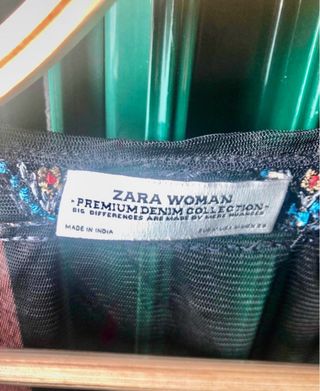 ZARA WOMAN
•PREMIUM DENIM COLLECTION•
BIG DIFFERENCES ARE MADE BY MERE NUANCES
MADE IN INDIA